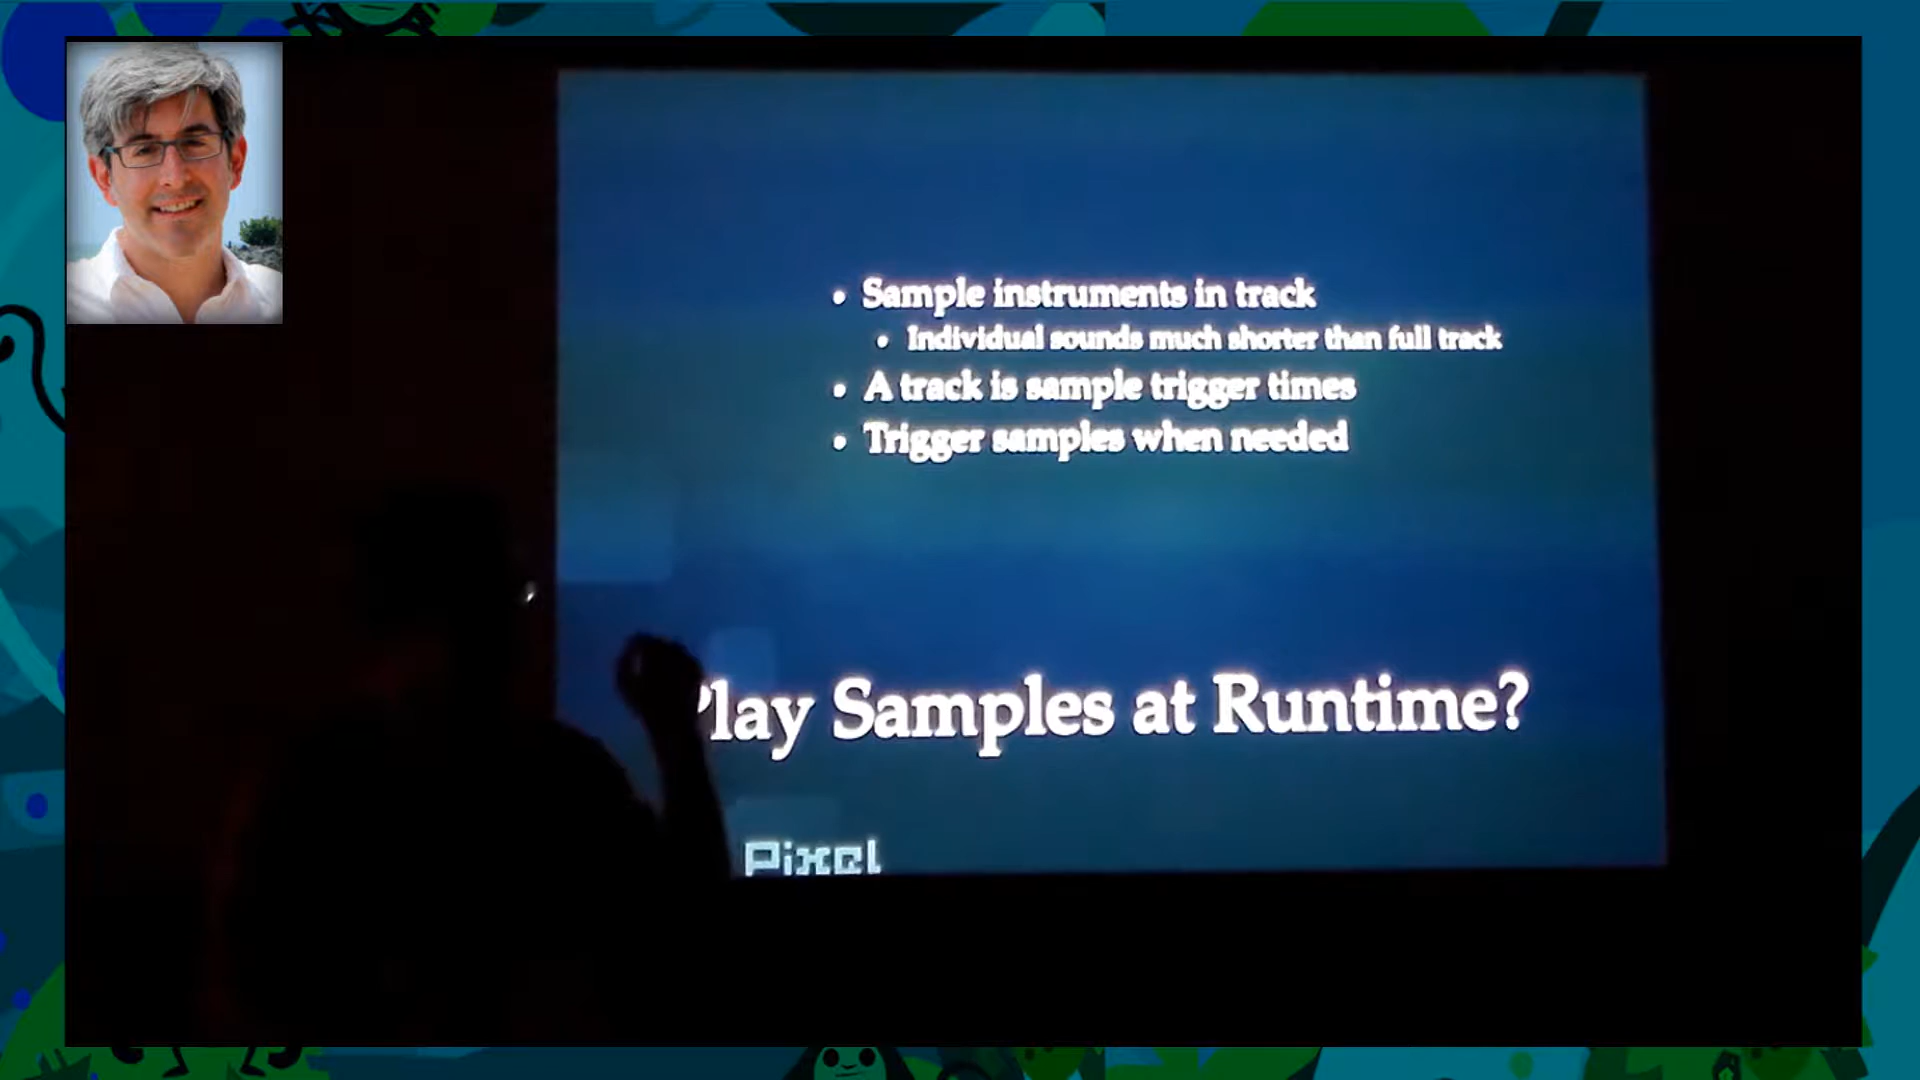 • Sample instruments in track
• Individual sounds much shorter than full track
• A track is sample trigger times
• Trigger samples when needed
Play Samples at Runtime?
Pixel